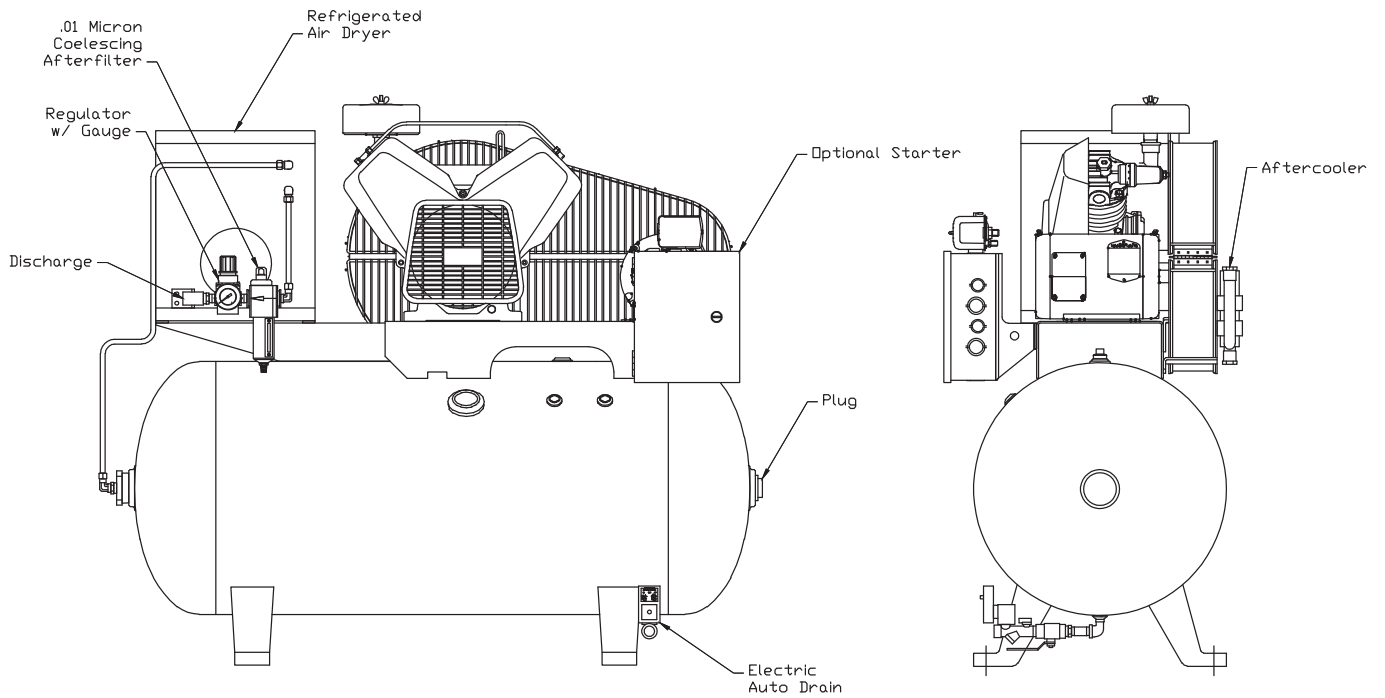 Refrigerated
Air Dryer
.01 Micron
Coelescing
Afterfilter
Regulator
w/ Gauge
Discharge
Optional Starter
Aftercooler
Plug
Electric
Auto Drain